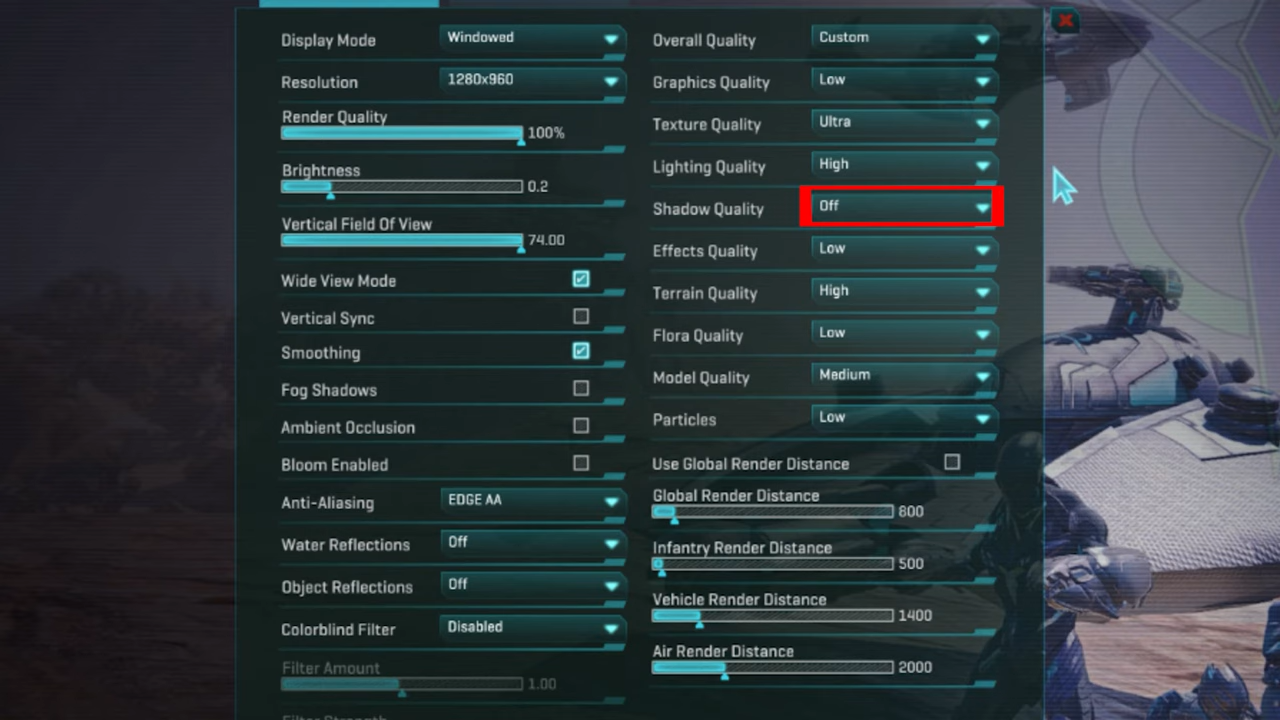 Display Mode Windowed
Resolution 1280x960
Render Quality
100%
Brightness
0.2
Vertical Field Of View
74.00
Wide View Mode
Vertical Sync
Smoothing
Fog Shadows
Ambient Occlusion
Bloom Enabled
Anti-Aliasing EDGE AA
Water Reflections Off
Object Reflections Off
Colorblind Filter Disabled
Filter Amount
1.00
Overall Quality Custom
Graphics Quality Low
Texture Quality Ultra
Lighting Quality High
Shadow Quality Off
Effects Quality Low
Terrain Quality High
Flora Quality Low
Model Quality Medium
Particles Low
Use Global Render Distance
Global Render Distance
800
Infantry Render Distance
500
Vehicle Render Distance
1400
Air Render Distance
2000